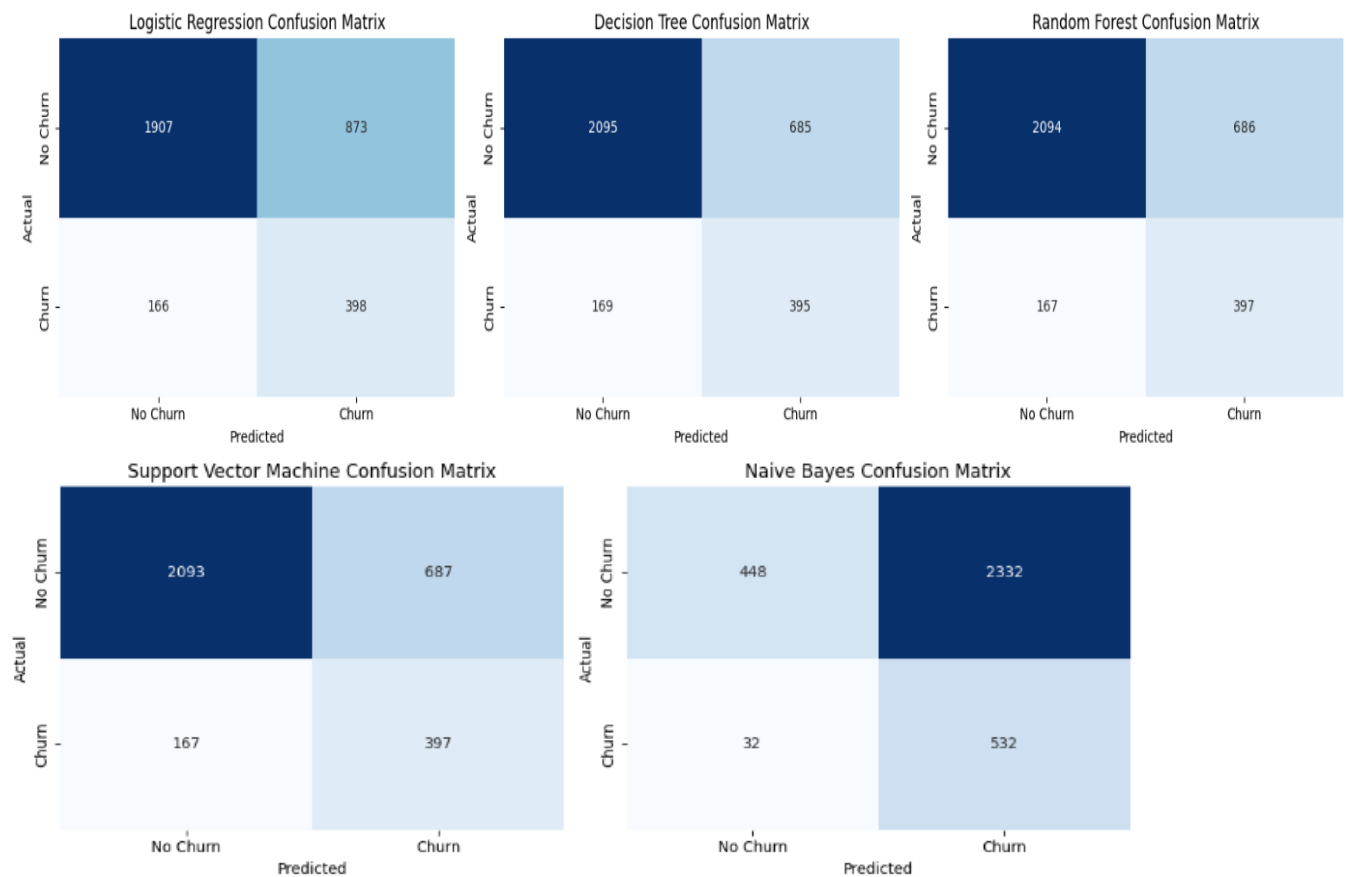 Logistic Regression Confusion Matrix
No Churn
1907
873
Actual
Churn
166
398
No Churn
Churn
Predicted
Decision Tree Confusion Matrix
No Churn
2095
685
Actual
Churn
169
395
No Churn
Churn
Predicted
Random Forest Confusion Matrix
No Churn
2094
686
Actual
Churn
167
397
No Churn
Churn
Predicted
Support Vector Machine Confusion Matrix
No Churn
2093
687
Actual
Churn
167
397
No Churn
Churn
Predicted
Naive Bayes Confusion Matrix
No Churn
448
2332
Actual
Churn
32
532
No Churn
Churn
Predicted